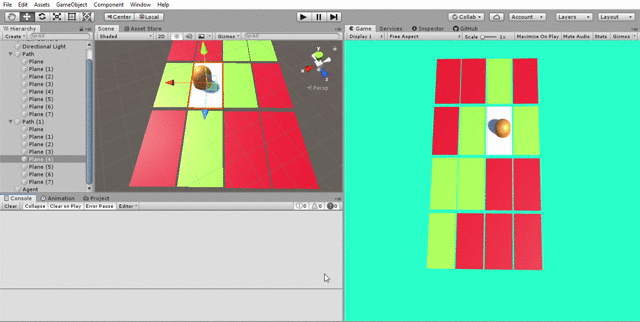 File Edit Assets GameObject Component Window Help
Center Local
Collab Account Layers Layout
Hierarchy
Create All
Directional Light
Path
Plane
Plane (1)
Plane (2)
Plane (3)
Plane (4)
Plane (5)
Plane (6)
Plane (7)
Path (1)
Plane
Plane (1)
Plane (2)
Plane (3)
Plane (4)
Plane (5)
Plane (6)
Plane (7)
Agent
Scene Asset Store
Shaded 2D Gizmos All
y
x
z
Persp
Game Services Inspector GitHub
Display 1 Free Aspect Scale 1x Maximize On Play Mute Audio Stats Gizmos
Console Animation Project
Clear Collapse Clear on Play Error Pause Editor 0 0 0